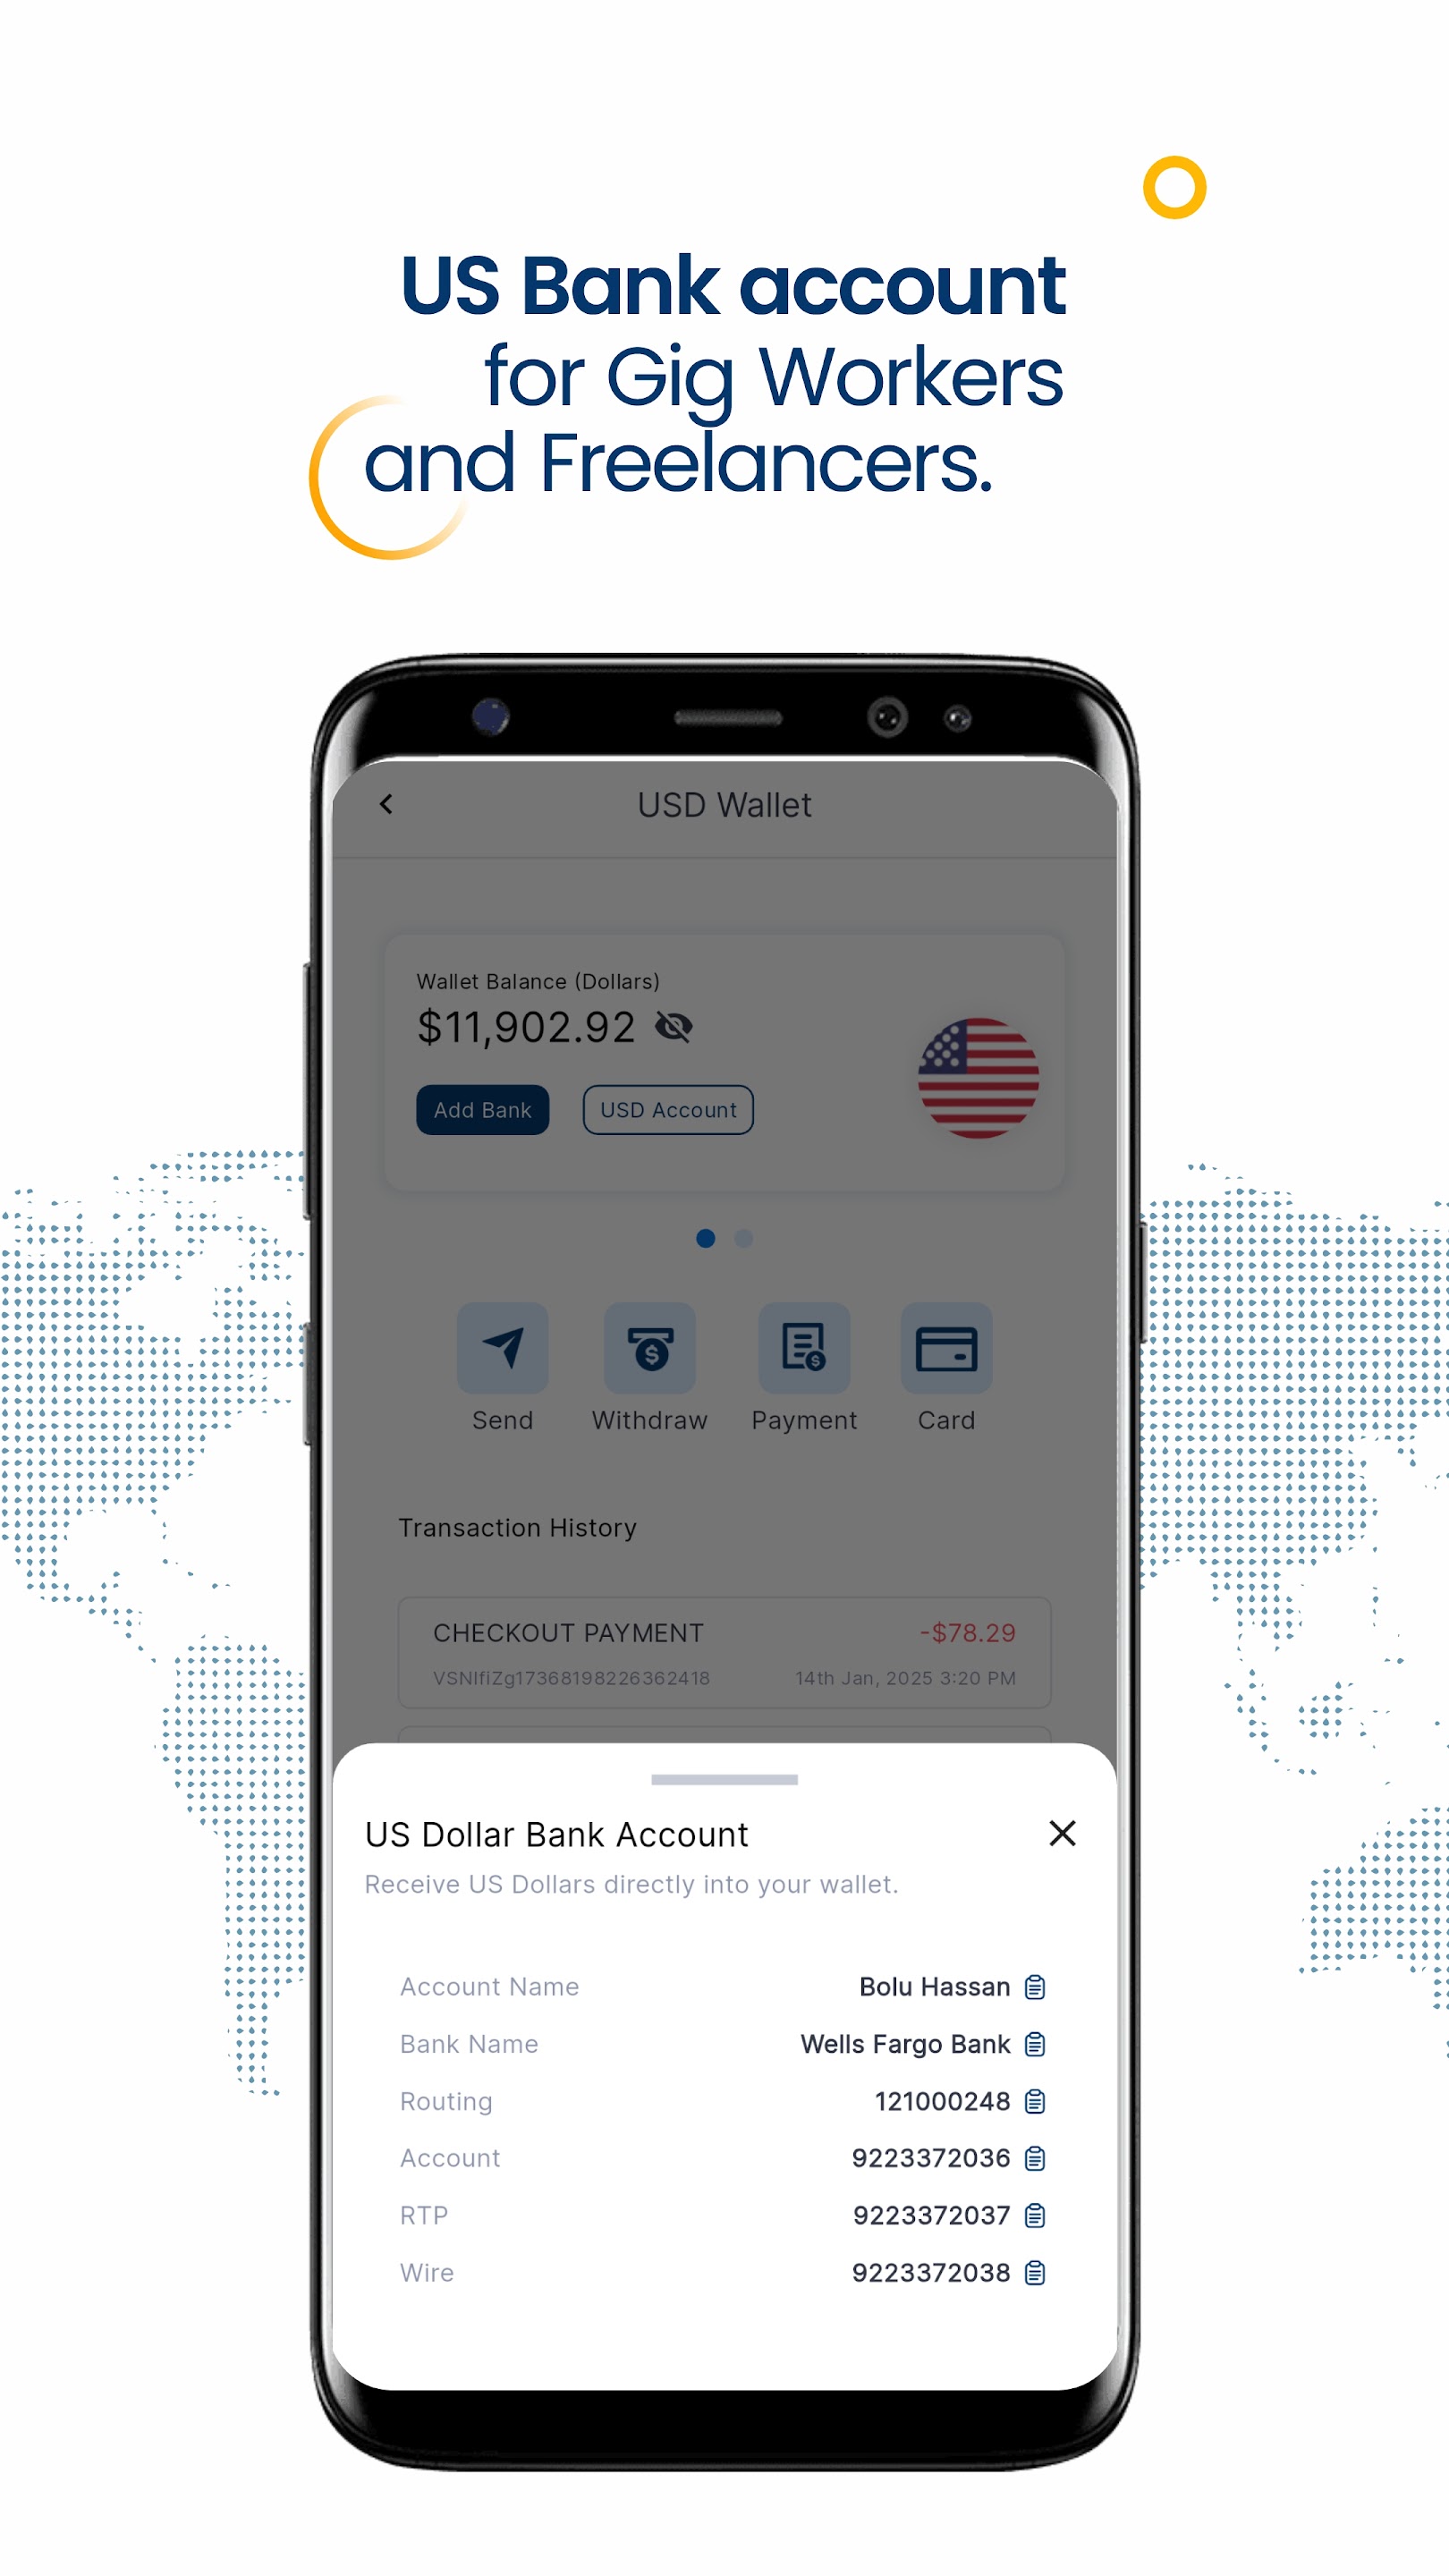 US Bank account
for Gig Workers
and Freelancers.
USD Wallet
Wallet Balance (Dollars)
$11,902.92
Add Bank
USD Account
Send
Withdraw
Payment
Card
Transaction History
CHECKOUT PAYMENT -$78.29
VSNIfiZg17368198226362418 14th Jan, 2025 3:20 PM
US Dollar Bank Account
Receive US Dollars directly into your wallet.
Account Name Bolu Hassan
Bank Name Wells Fargo Bank
Routing 121000248
Account 9223372036
RTP 9223372037
Wire 9223372038